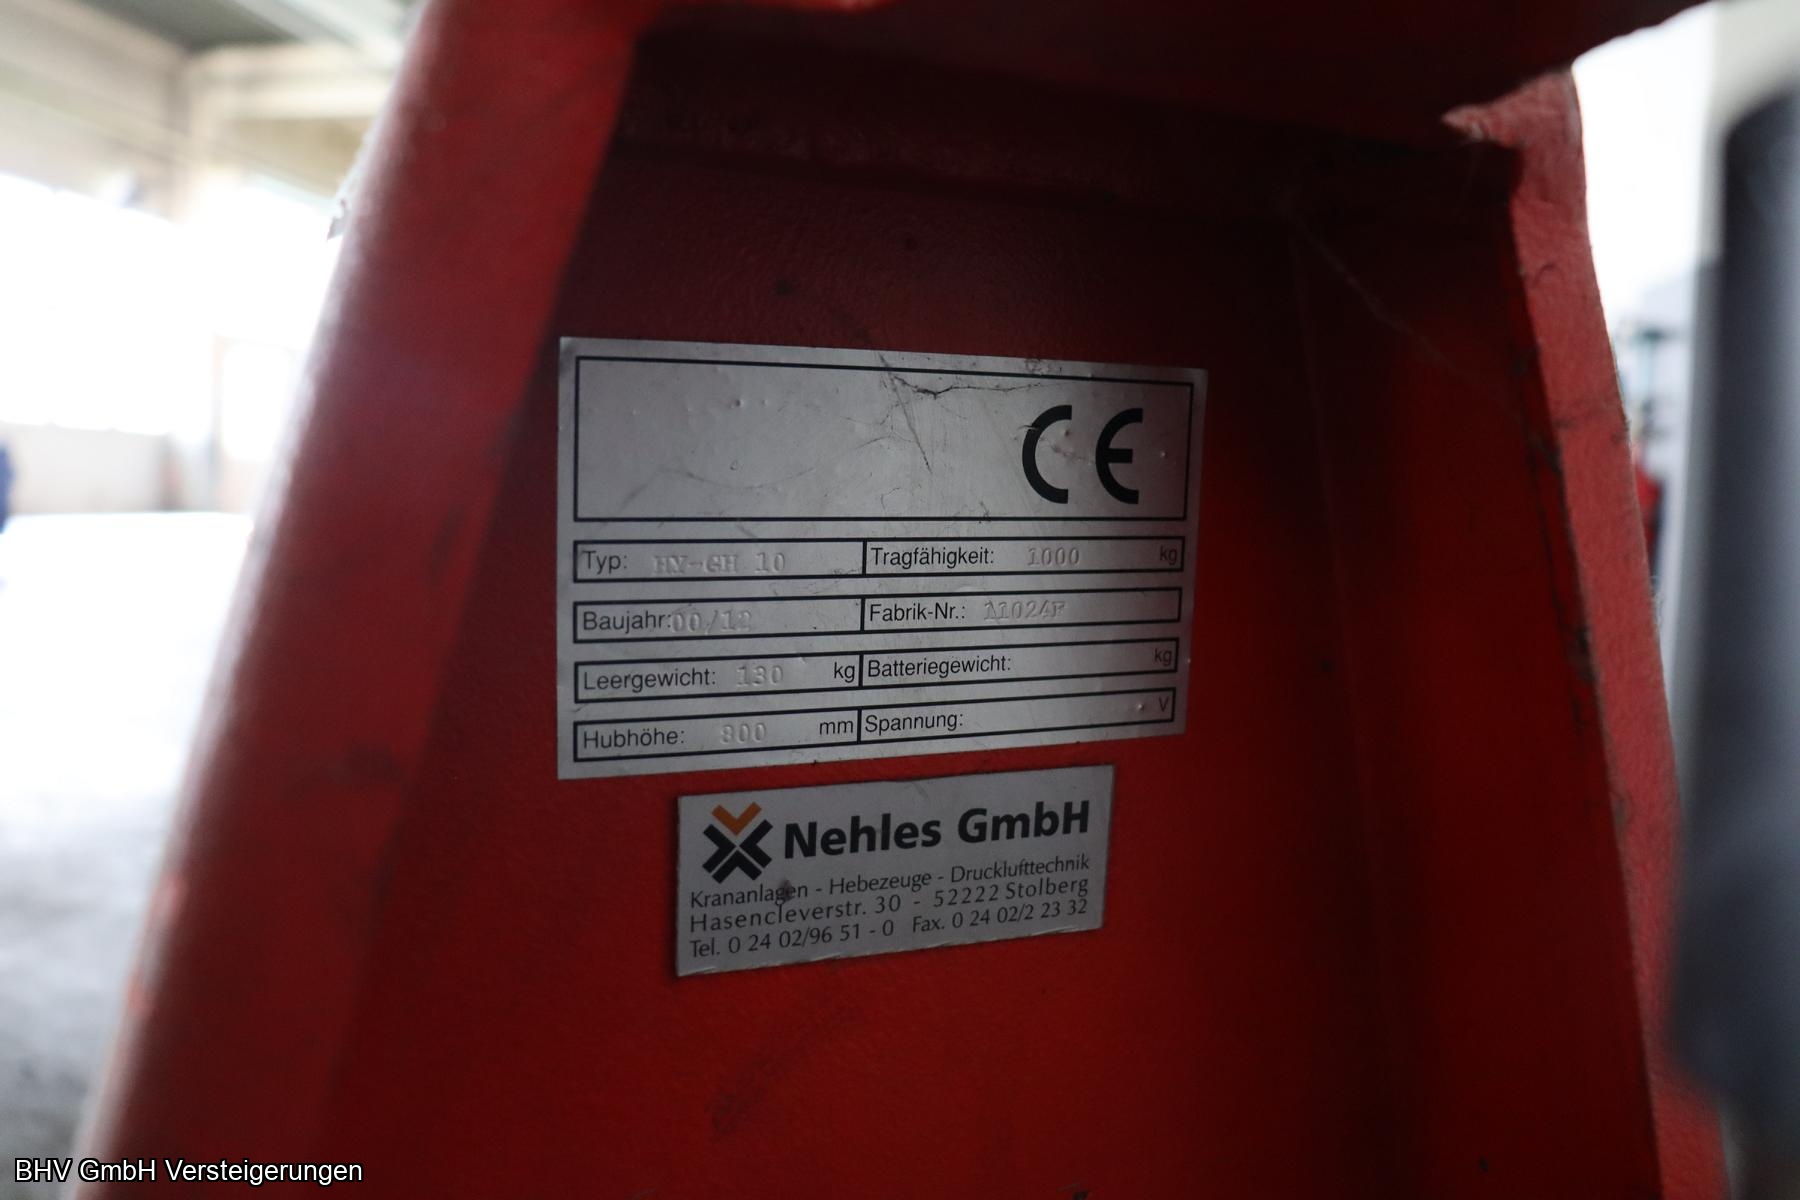 CE
Typ: HY-GH 10 Tragfähigkeit: 1000 kg
Baujahr: 00/12 Fabrik-Nr.: 11024F
Leergewicht: 130 kg Batteriegewicht: kg
Hubhöhe: 800 mm Spannung: V
Nehles GmbH
Krananlagen - Hebezeuge - Drucklufttechnik
Hasencleverstr. 30 - 52222 Stolberg
Tel. 0 24 02/96 51 - 0 Fax. 0 24 02/2 23 32
BHV GmbH Versteigerungen